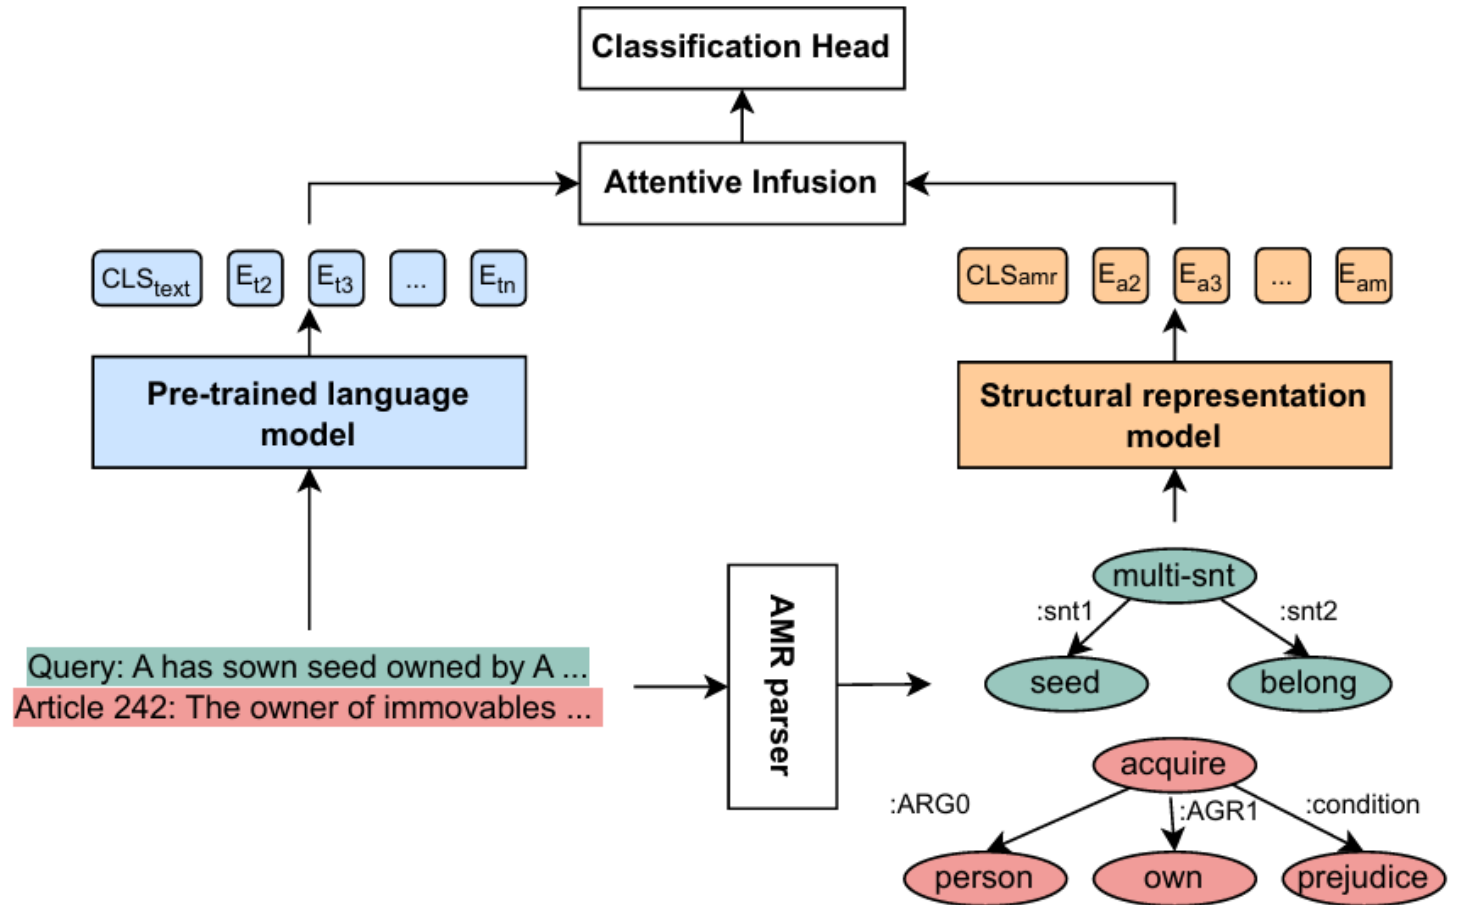 Classification Head
Attentive Infusion
CLStext Et2 Et3 ... Etn
CLSamr Ea2 Ea3 ... Eam
Pre-trained language
model
Structural representation
model
Query: A has sown seed owned by A ...
Article 242: The owner of immovables ...
AMR parser
multi-snt
:snt1
:snt2
seed
belong
acquire
:ARG0
:AGR1
:condition
person
own
prejudice